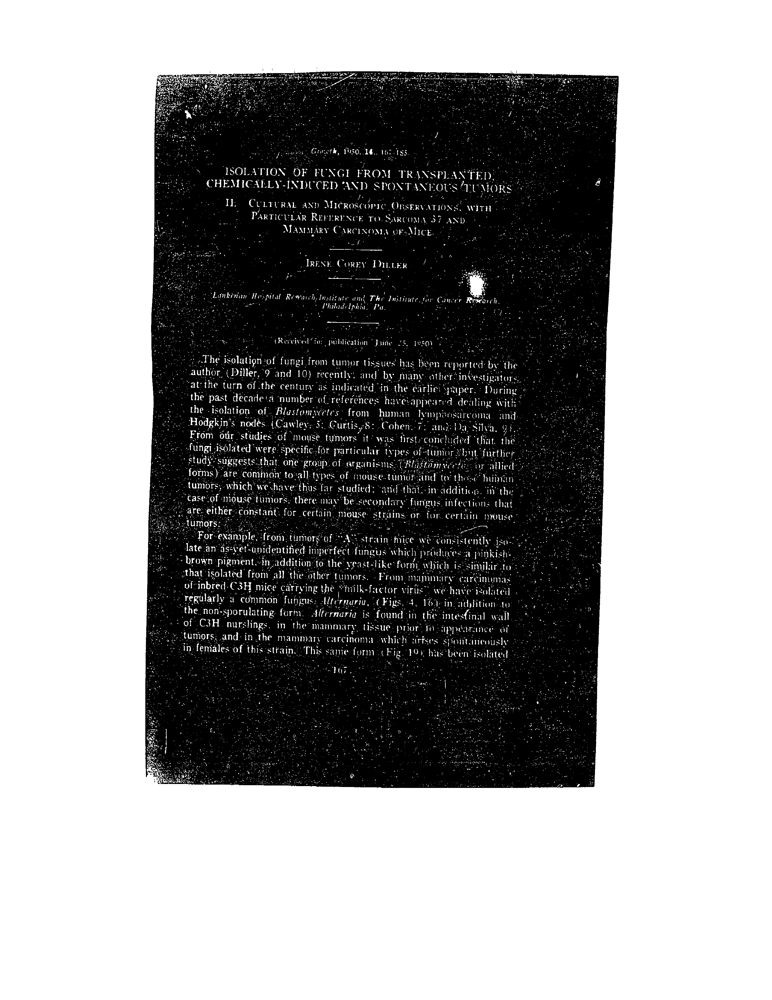 Growth, 1950, 14, 167-185
ISOLATION OF FUNGI FROM TRANSPLANTED,
CHEMICALLY-INDUCED AND SPONTANEOUS TUMORS
II. CULTURAL AND MICROSCOPIC OBSERVATIONS, WITH
PARTICULAR REFERENCE TO SARCOMA 37 AND
MAMMARY CARCINOMA OF MICE
IRENE COREY DILLER
Lankenau Hospital Research Institute and The Institute for Cancer Research,
Philadelphia, Pa.
(Received for publication June 25, 1950)
The isolation of fungi from tumor tissues has been reported by the
author (Diller, 9 and 10) recently; and by many other investigators
at the turn of the century as indicated in the earlier paper. During
the past decade a number of references have appeared dealing with
the isolation of Blastomycetes from human lymphosarcoma and
Hodgkin's nodes (Cawley, 5; Curtis, 8; Cohen, 7; and Da Silva, 9).
From our studies of mouse tumors it was first concluded that the
fungi isolated were specific for particular types of tumor but further
study suggests that one group of organisms (Blastomycetes or allied
forms) are common to all types of mouse tumor and to those human
tumors, which we have thus far studied; and that, in addition, in the
case of mouse tumors, there may be secondary fungus infections that
are either constant for certain mouse strains or for certain mouse
tumors.
For example, from tumors of "A" strain mice we consistently iso-
late an as-yet-unidentified imperfect fungus which produces a pinkish-
brown pigment, in addition to the yeast-like form which is similar to
that isolated from all the other tumors. From mammary carcinomas
of inbred C3H mice carrying the "milk-factor virus" we have isolated
regularly a common fungus, Alternaria, (Figs. 4, 16) in addition to
the non-sporulating form. Alternaria is found in the intestinal wall
of C3H nurslings, in the mammary tissue prior to appearance of
tumors, and in the mammary carcinoma which arises spontaneously
in females of this strain. This same form (Fig. 19) has been isolated
167